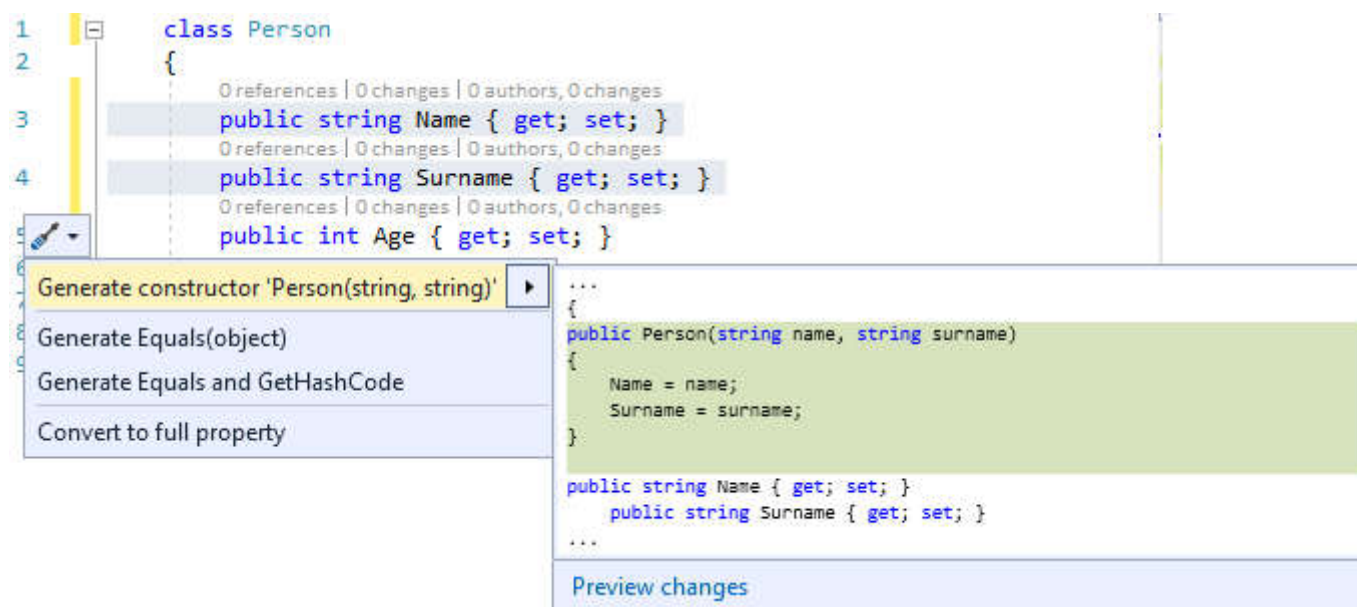 1 class Person
2 {
0 references | 0 changes | 0 authors, 0 changes
3 public string Name { get; set; }
0 references | 0 changes | 0 authors, 0 changes
4 public string Surname { get; set; }
0 references | 0 changes | 0 authors, 0 changes
5 public int Age { get; set; }
Generate constructor 'Person(string, string)'
Generate Equals(object)
Generate Equals and GetHashCode
Convert to full property
...
{
public Person(string name, string surname)
{
Name = name;
Surname = surname;
}
public string Name { get; set; }
public string Surname { get; set; }
...
Preview changes